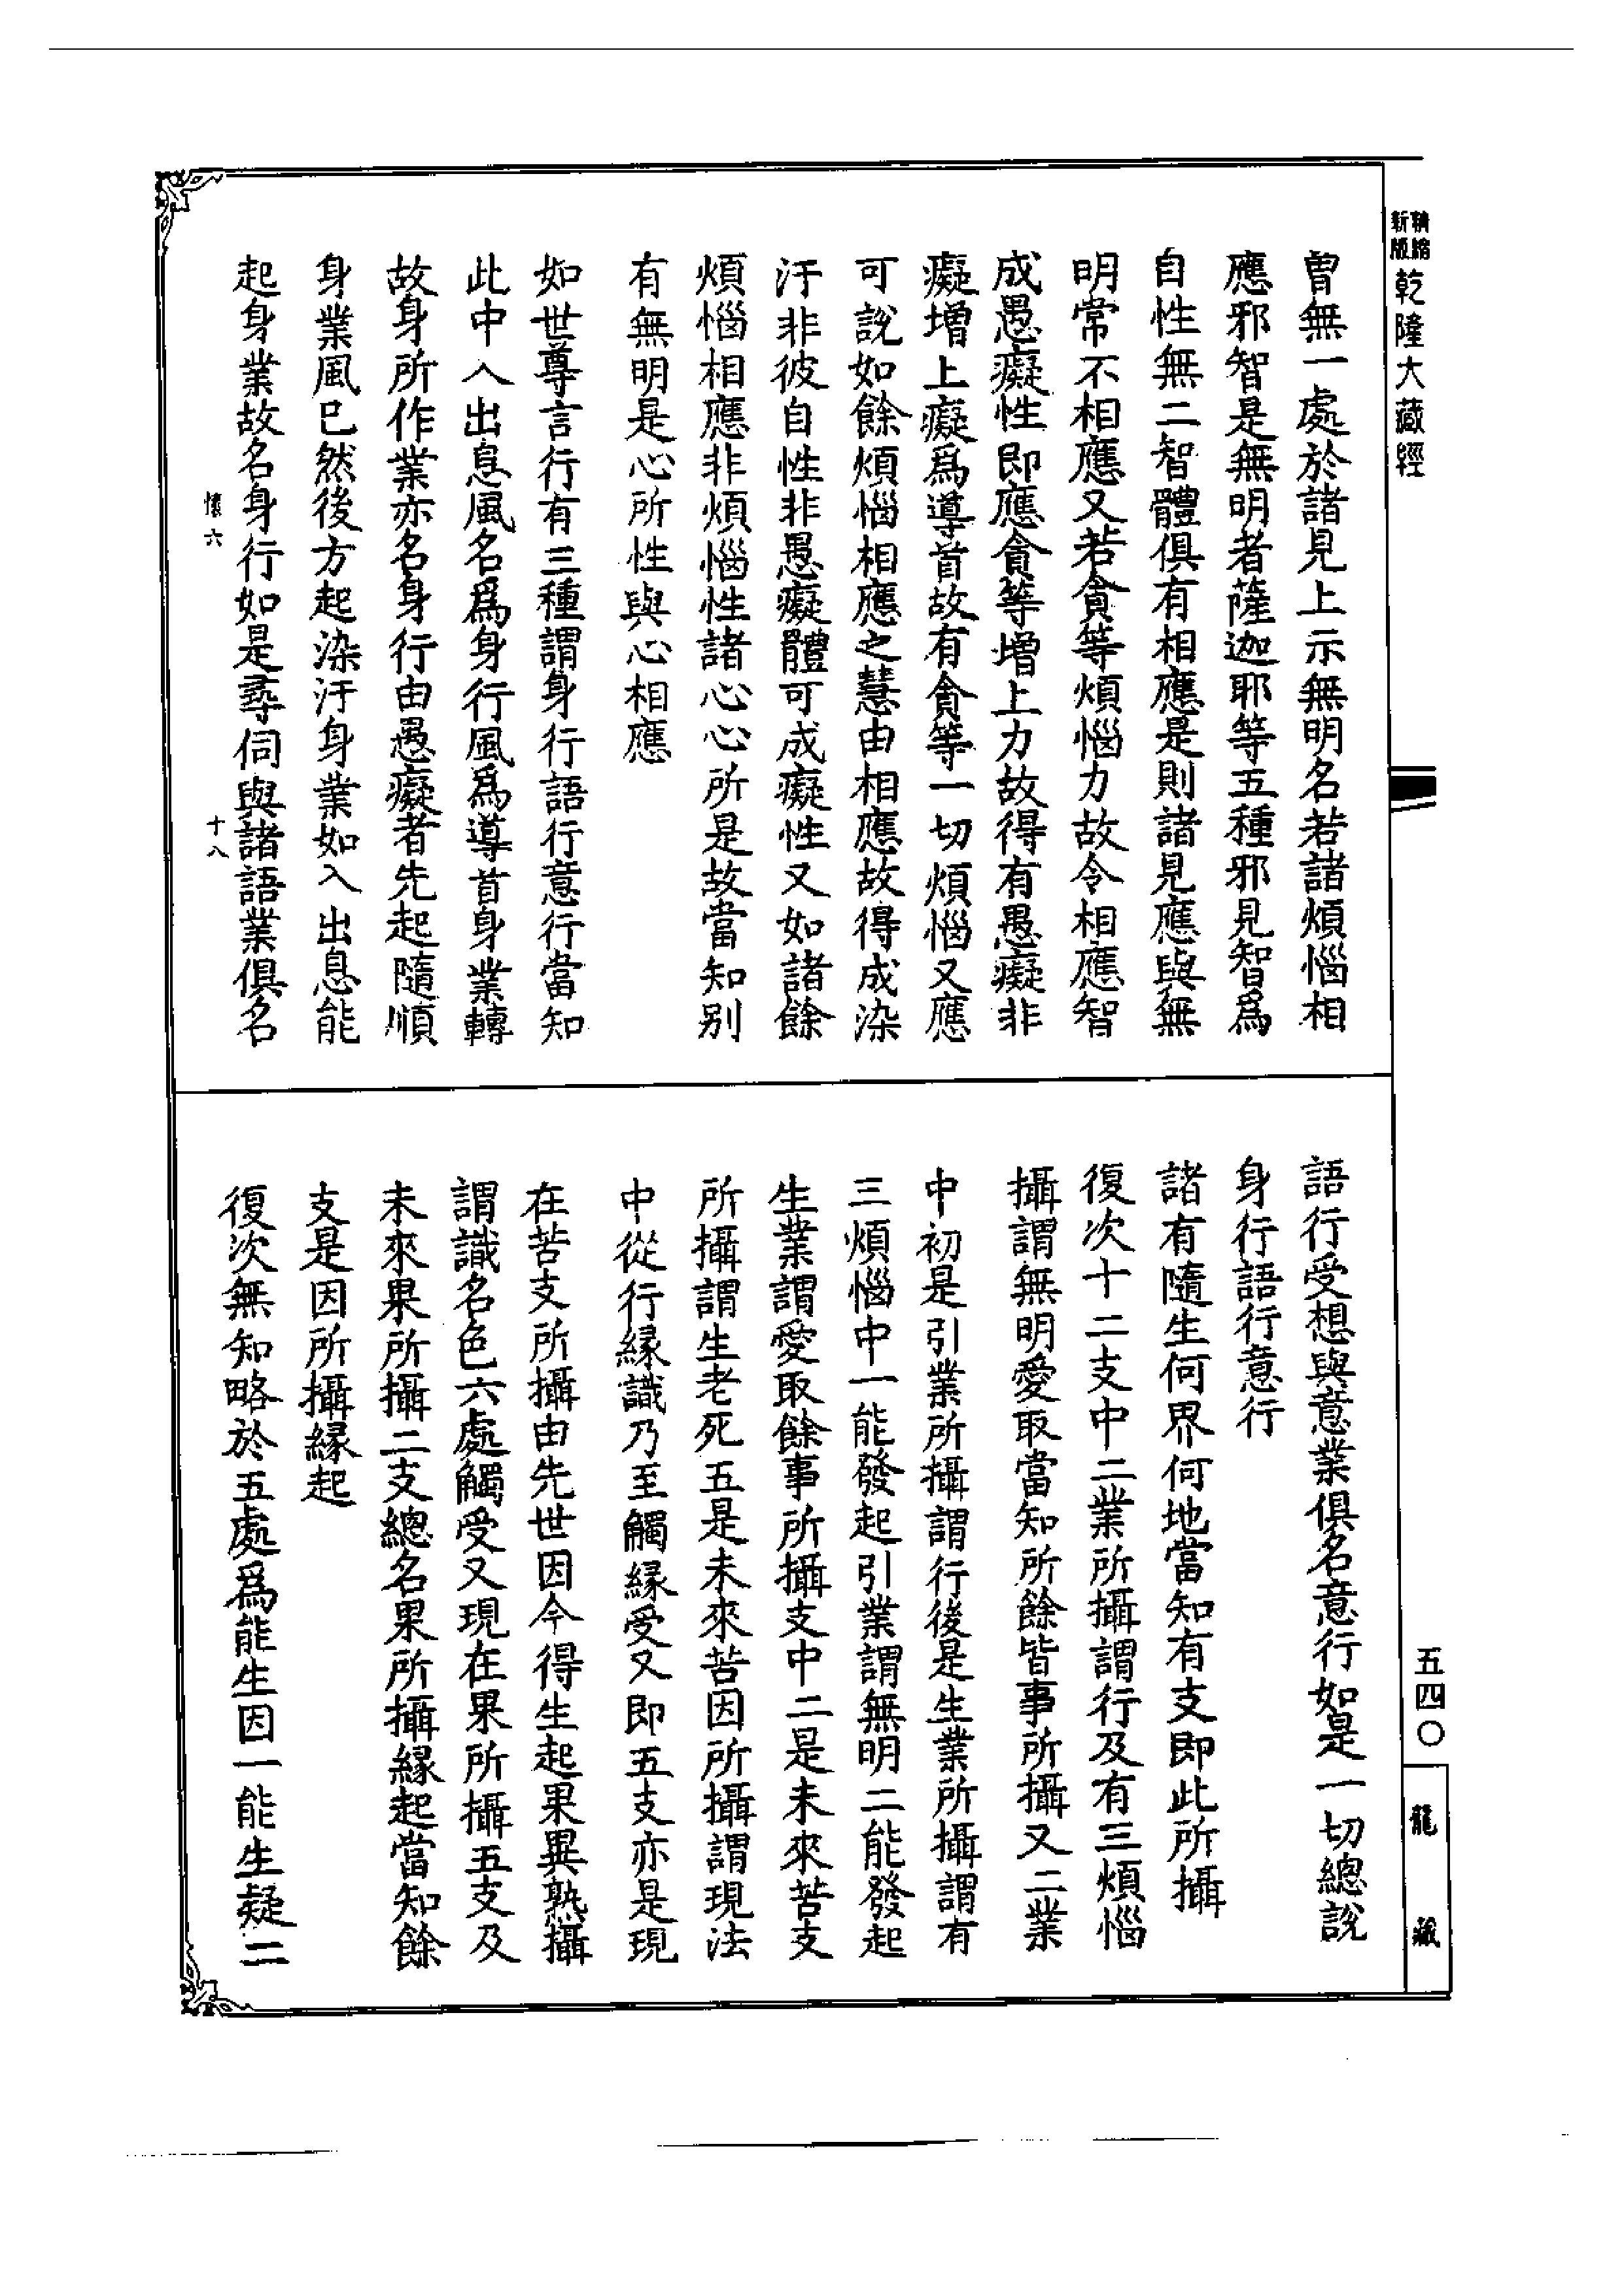 新版 精縮
乾隆大藏經
曾無一處於諸見上示無明名若諸煩惱相
應邪智是無明者薩迦耶等五種邪見智爲
自性無二智體俱有相應是則諸見應與無
明常不相應又若貪等煩惱力故令相應智
成愚癡性即應貪等增上力故得有愚癡非
癡增上癡爲導首故有貪等一切煩惱又應
可說如餘煩惱相應之慧由相應故得成染
汙非彼自性非愚癡體可成癡性又如諸餘
煩惱相應非煩惱性諸心心所是故當知别
有無明是心所性與心相應
如世尊言行有三種謂身行語行意行當知
此中入出息風名爲身行風爲導首身業轉
故身所作業亦名身行由愚癡者先起隨順
身業風已然後方起染汙身業如入出息能
起身業故名身行如是尋伺與諸語業俱名
懷六
十八
語行受想與意業俱名意行如是一切總說
身行語行意行
諸有隨生何界何地當知有支即此所攝
復次十二支中二業所攝謂行及有三煩惱
攝謂無明愛取當知所餘皆事所攝又二業
中初是引業所攝謂行後是生業所攝謂有
三煩惱中一能發起引業謂無明二能發起
生業謂愛取餘事所攝支中二是未來苦支
所攝謂生老死五是未來苦因所攝謂現法
中從行緣識乃至觸緣受又即五支亦是現
在苦支所攝由先世因今得生起果異熟攝
謂識名色六處觸受又現在果所攝五支及
未來果所攝二支總名果所攝緣起當知餘
支是因所攝緣起
復次無知略於五處爲能生因一能生疑二
五四〇
龍藏